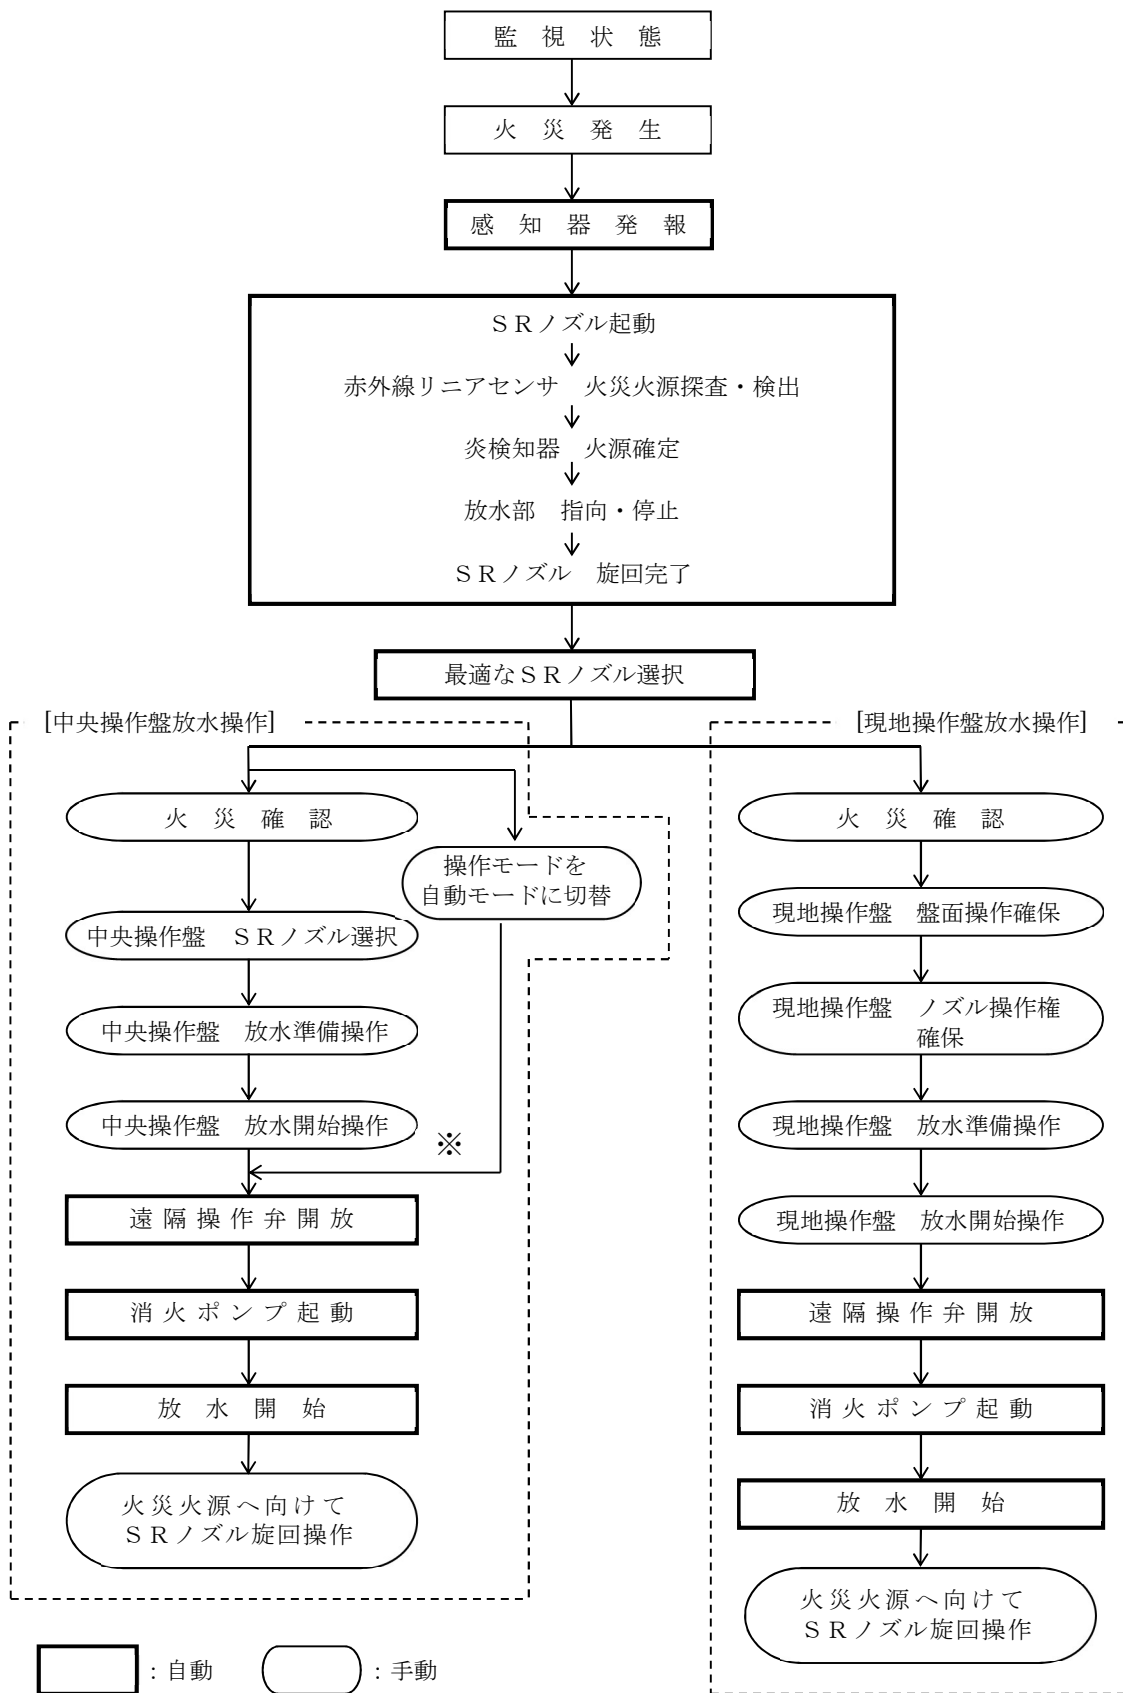 監視状態
火災発生
感知器発報
ＳＲノズル起動
赤外線リニアセンサ　火災火源探査・検出
炎検知器　火源確定
放水部　指向・停止
ＳＲノズル　旋回完了
最適なＳＲノズル選択
[中央操作盤放水操作]
火災確認
操作モードを
自動モードに切替
中央操作盤　ＳＲノズル選択
中央操作盤　放水準備操作
中央操作盤　放水開始操作
※
遠隔操作弁開放
消火ポンプ起動
放水開始
火災火源へ向けて
ＳＲノズル旋回操作
[現地操作盤放水操作]
火災確認
現地操作盤　盤面操作確保
現地操作盤　ノズル操作権
確保
現地操作盤　放水準備操作
現地操作盤　放水開始操作
遠隔操作弁開放
消火ポンプ起動
放水開始
火災火源へ向けて
ＳＲノズル旋回操作
：自動
：手動